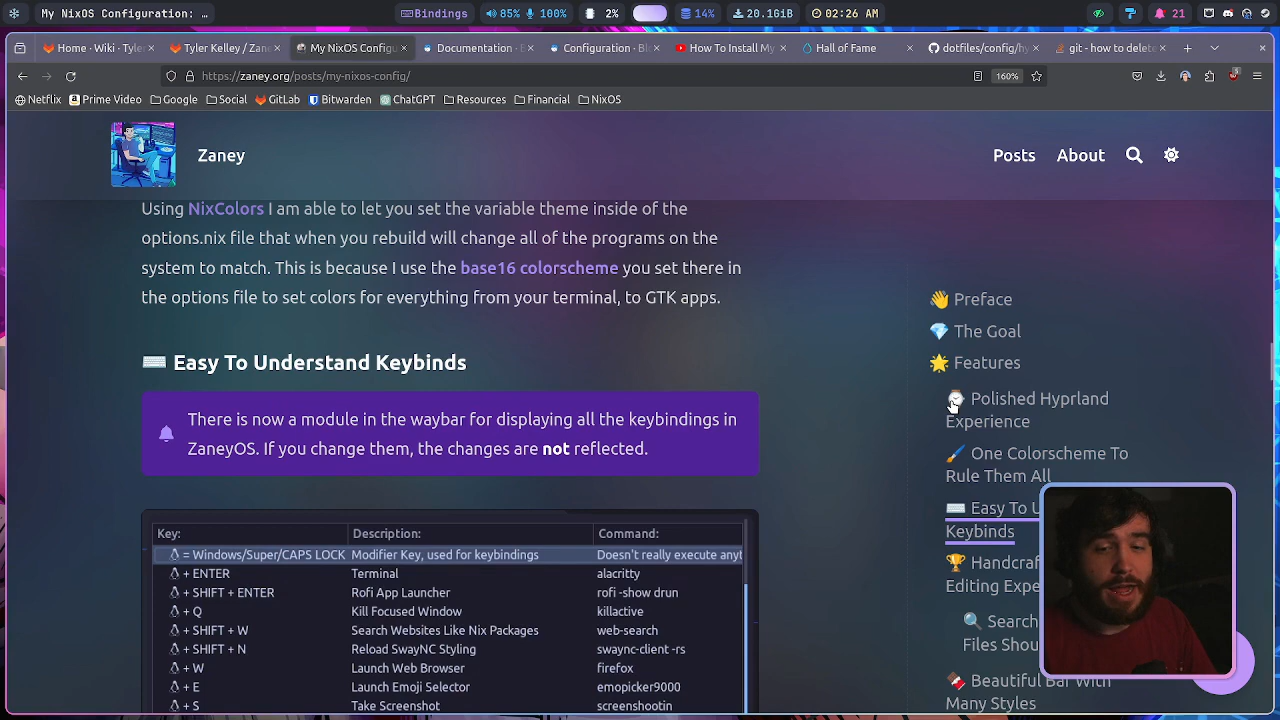 My NixOS Configuration: …
Bindings
85% 100%
2%
14%
20.1GiB
02:26 AM
21
Home · Wiki · Tyle
Tyler Kelley / Zane
My NixOS Configu
Documentation · E
Configuration · Blo
How To Install My
Hall of Fame
dotfiles/config/hy
git - how to delete
https://zaney.org/posts/my-nixos-config/
160%
Netflix
Prime Video
Google
Social
GitLab
Bitwarden
ChatGPT
Resources
Financial
NixOS
Zaney
Posts
About
Using NixColors I am able to let you set the variable theme inside of the
options.nix file that when you rebuild will change all of the programs on the
system to match. This is because I use the base16 colorscheme you set there in
the options file to set colors for everything from your terminal, to GTK apps.
⌨️ Easy To Understand Keybinds
There is now a module in the waybar for displaying all the keybindings in
ZaneyOS. If you change them, the changes are not reflected.
Key: Description: Command:
= Windows/Super/CAPS LOCK Modifier Key, used for keybindings Doesn't really execute anyt
+ ENTER Terminal alacritty
+ SHIFT + ENTER Rofi App Launcher rofi -show drun
+ Q Kill Focused Window killactive
+ SHIFT + W Search Websites Like Nix Packages web-search
+ SHIFT + N Reload SwayNC Styling swaync-client -rs
+ W Launch Web Browser firefox
+ E Launch Emoji Selector emopicker9000
+ S Take Screenshot screenshootin
👋 Preface
💎 The Goal
🌟 Features
⌚ Polished Hyprland
Experience
🖌️ One Colorscheme To
Rule Them All
⌨️ Easy To U
Keybinds
🏆 Handcraf
Editing Expe
🔍 Search
Files Shou
🍫 Beautiful Bar With
Many Styles